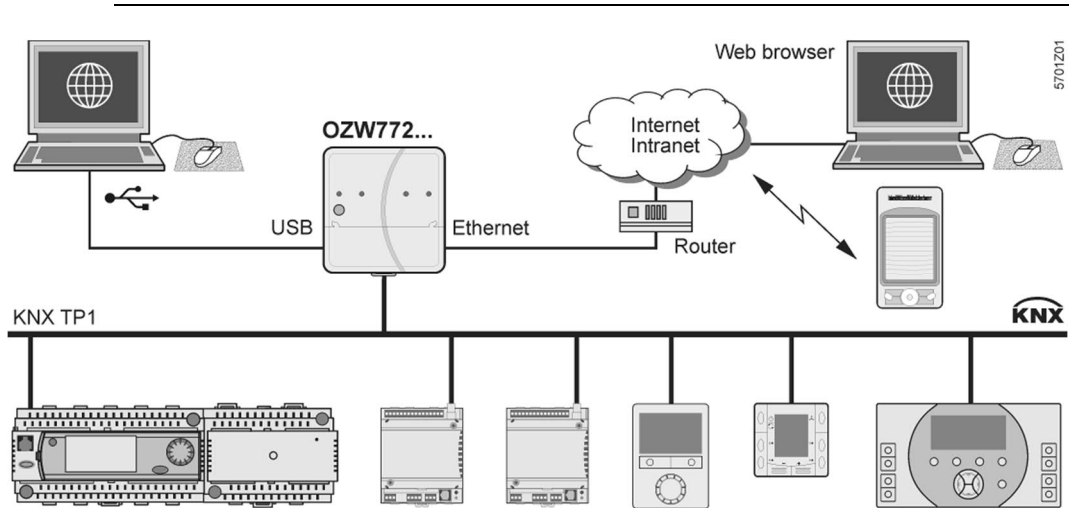 Web browser
5701Z01
OZW772...
Internet
Intranet
USB
Ethernet
Router
KNX TP1
KNX